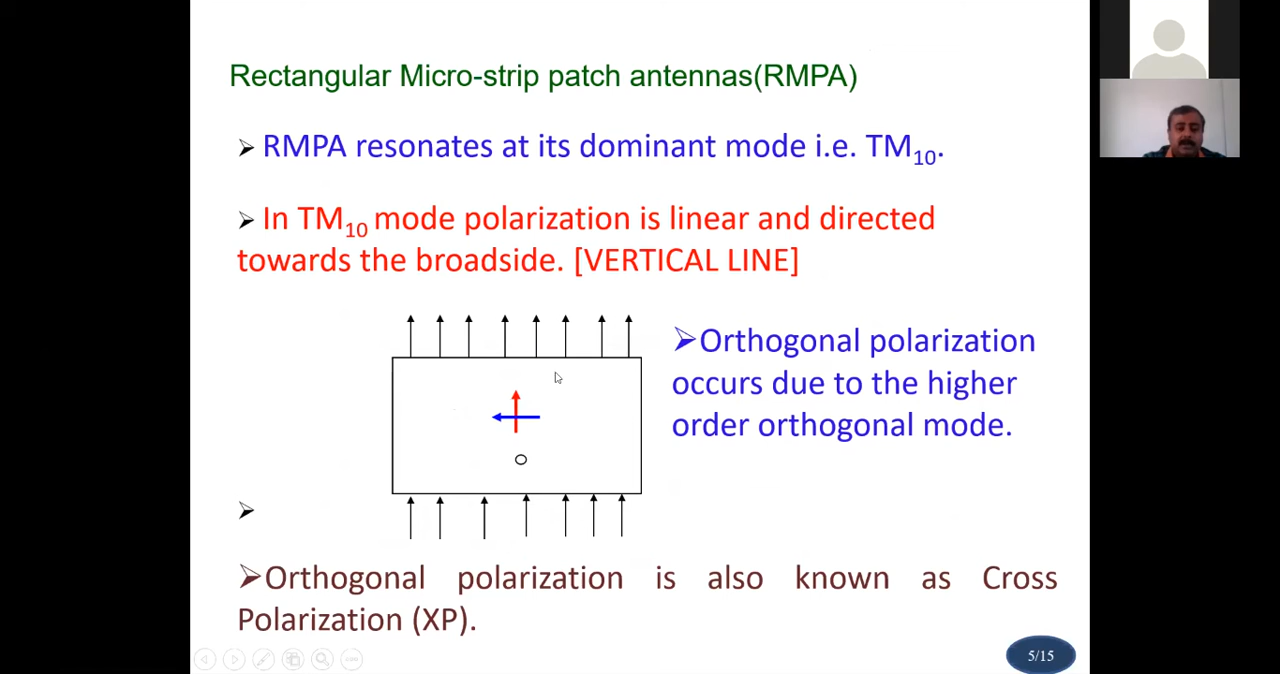 Rectangular Micro-strip patch antennas(RMPA)
➢ RMPA resonates at its dominant mode i.e. TM₁₀.
➢ In TM₁₀ mode polarization is linear and directed
towards the broadside. [VERTICAL LINE]
➢Orthogonal polarization
occurs due to the higher
order orthogonal mode.
➢
➢Orthogonal polarization is also known as Cross
Polarization (XP).
5/15